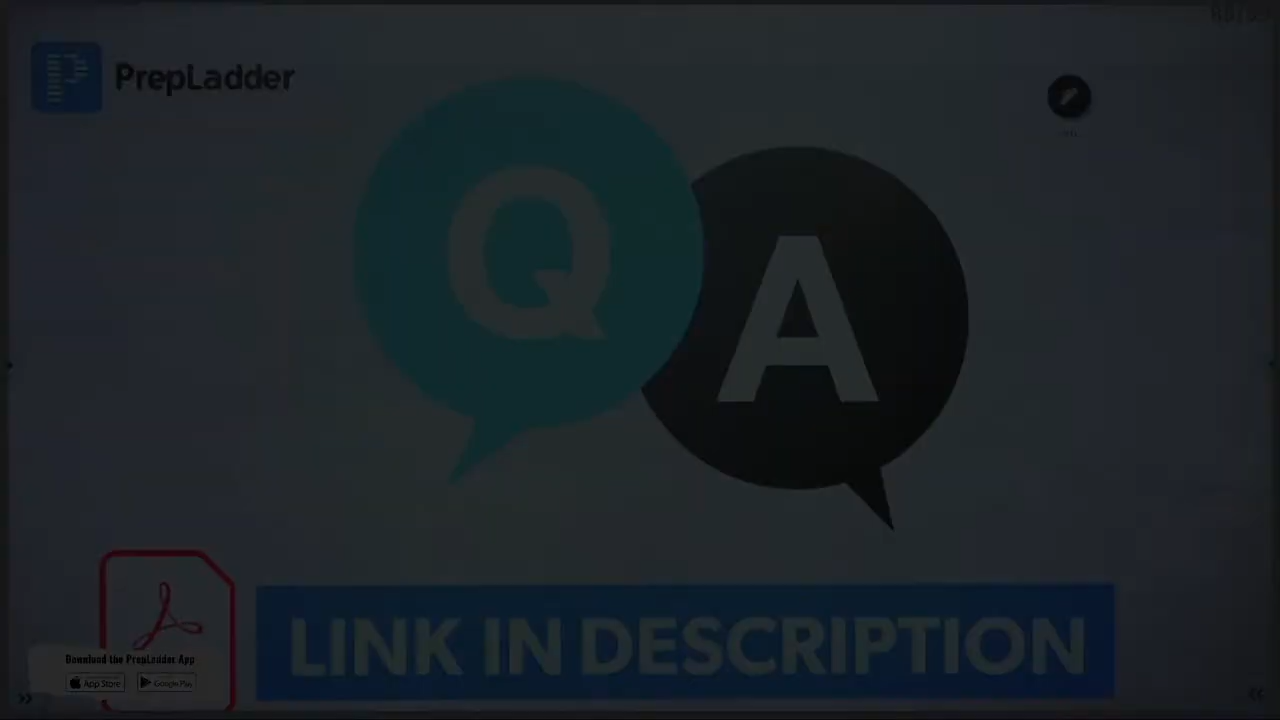 PrepLadder
Q
A
LINK IN DESCRIPTION
Download the PrepLadder App
App Store
Google Play